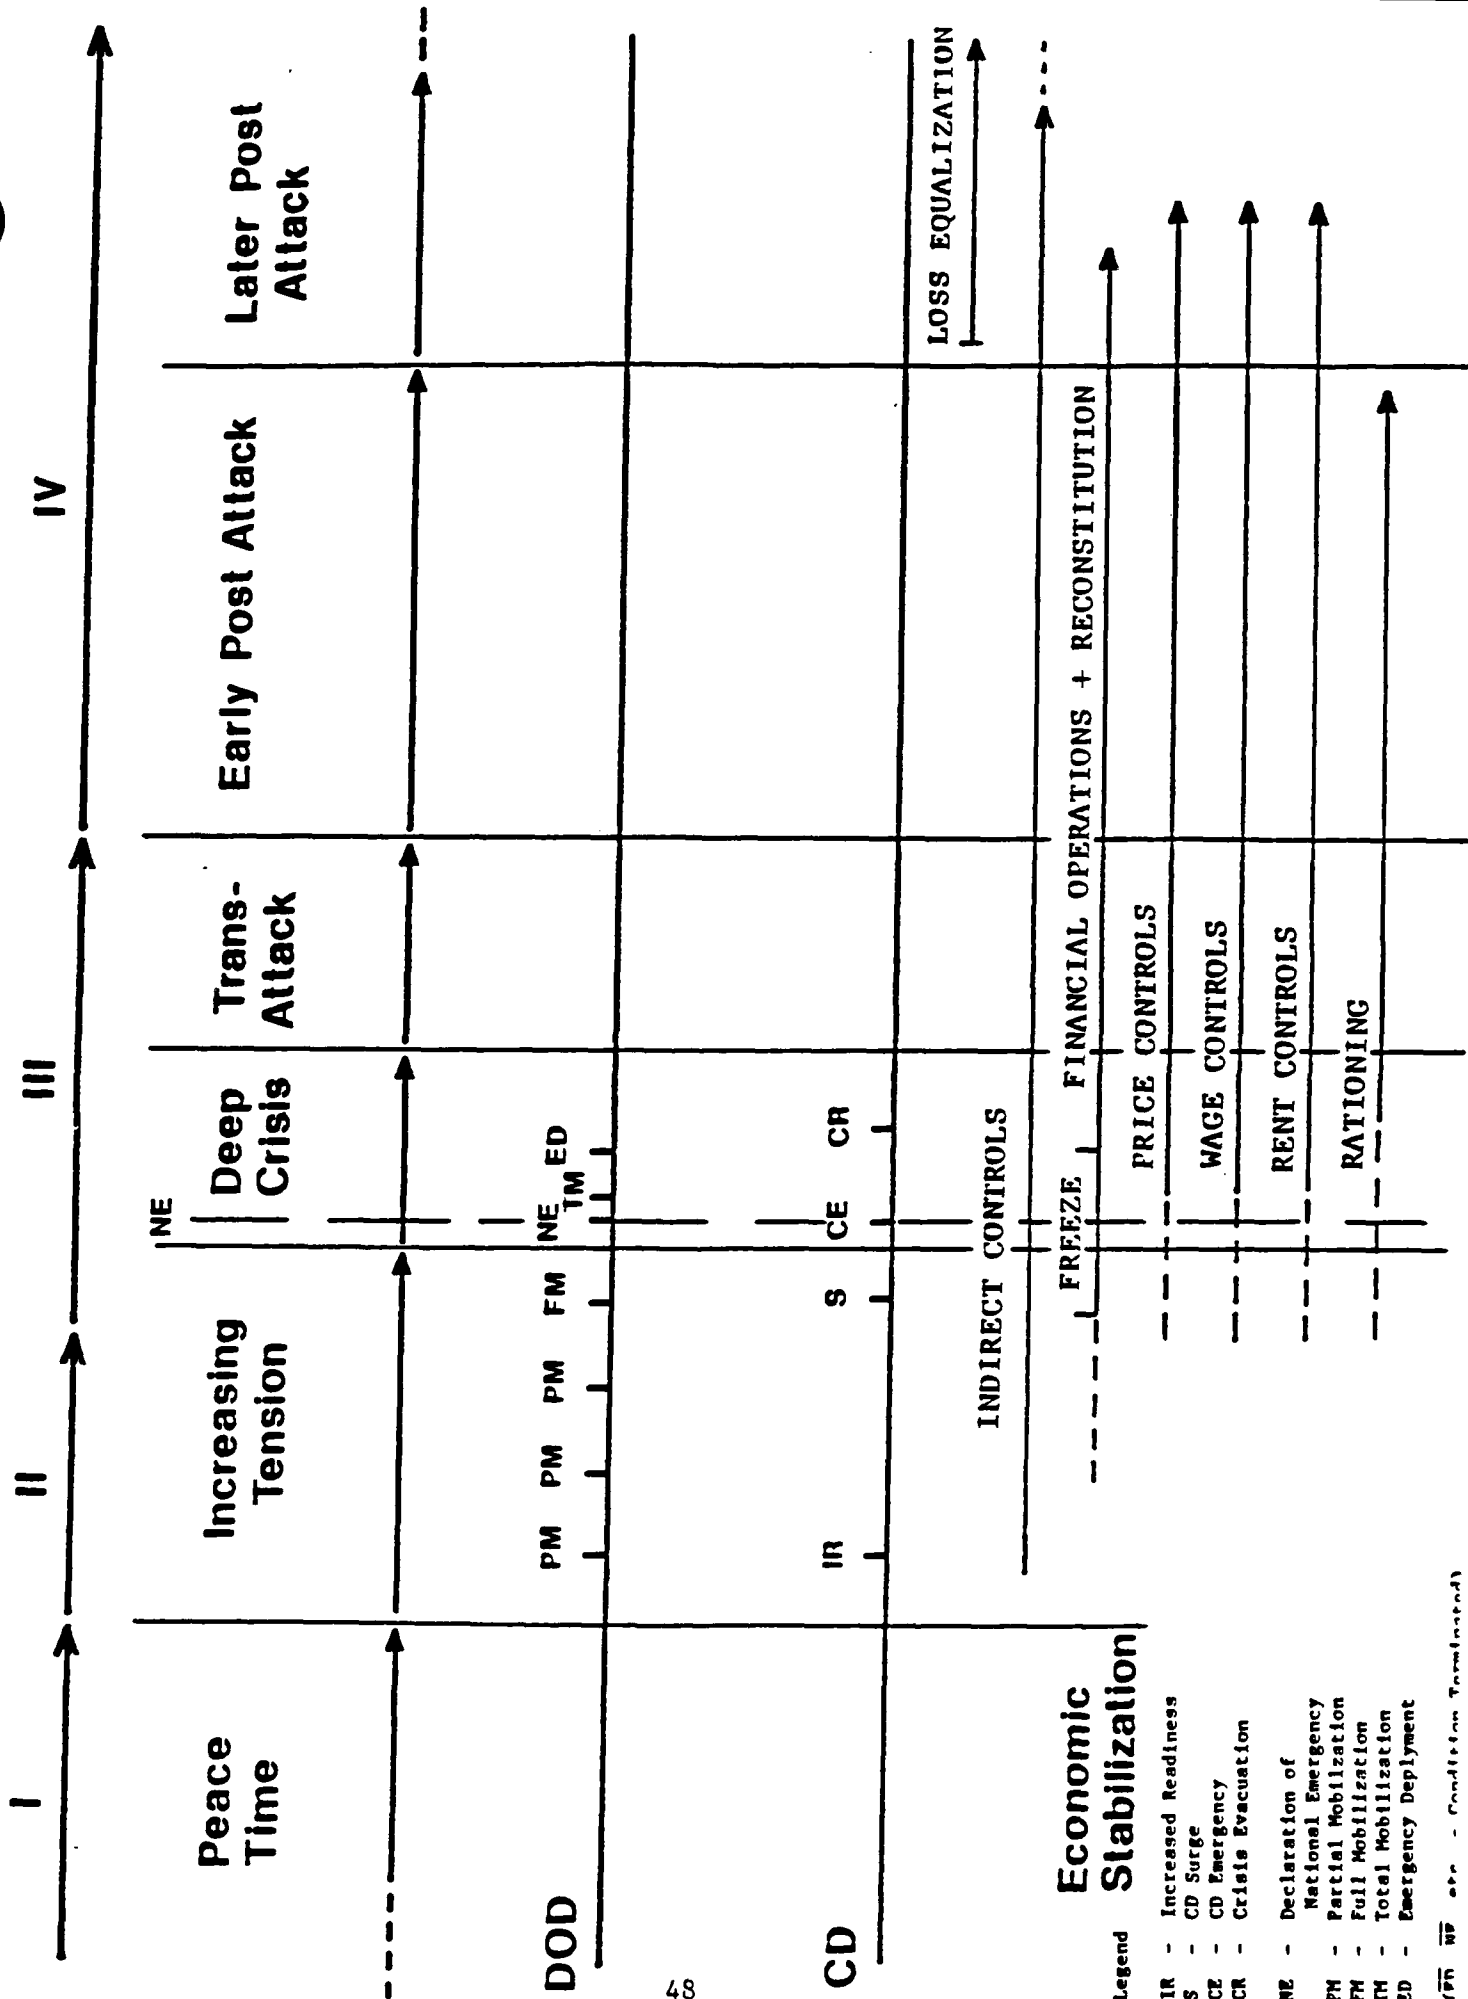 I
II
III
IV
Peace
Time
Increasing
Tension
NE
Deep
Crisis
Trans-
Attack
Early Post Attack
Later Post
Attack
DOD
PM
PM
PM
FM
NE
TM
ED
CD
IR
S
CE
CR
Economic
Stabilization
LOSS EQUALIZATION
INDIRECT CONTROLS
FREEZE
FINANCIAL OPERATIONS + RECONSTITUTION
PRICE CONTROLS
WAGE CONTROLS
RENT CONTROLS
RATIONING
Legend
IR - Increased Readiness
S - CD Surge
CE - CD Emergency
CR - Crisis Evacuation
NE - Declaration of
National Emergency
PM - Partial Mobilzation
FM - Full Mobilization
TM - Total Mobilization
ED - Emergency Deplyment
etc. - Condition Terminated)
48